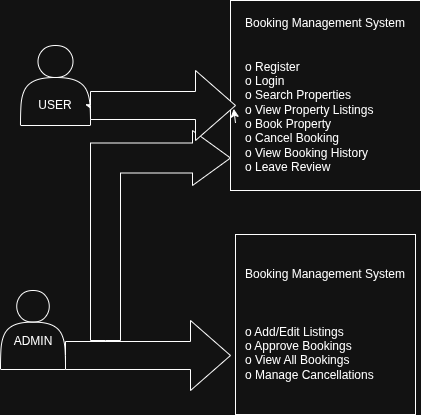 Booking Management System
o Register
o Login
o Search Properties
o View Property Listings
o Book Property
o Cancel Booking
o View Booking History
o Leave Review
USER
Booking Management System
o Add/Edit Listings
o Approve Bookings
o View All Bookings
o Manage Cancellations
ADMIN